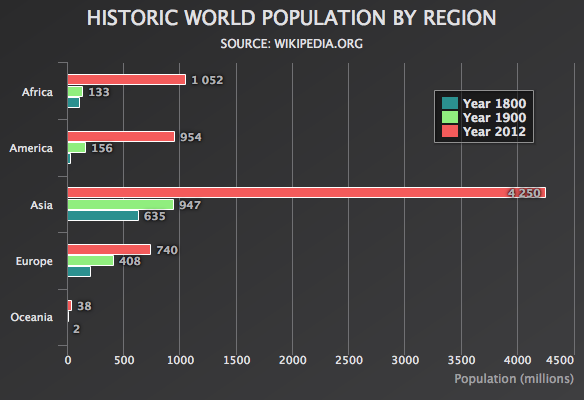 HISTORIC WORLD POPULATION BY REGION
SOURCE: WIKIPEDIA.ORG
Year 1800
Year 1900
Year 2012
Africa
1 052
133
America
954
156
Asia
4 250
947
635
Europe
740
408
Oceania
38
2
0 500 1000 1500 2000 2500 3000 3500 4000 4500
Population (millions)